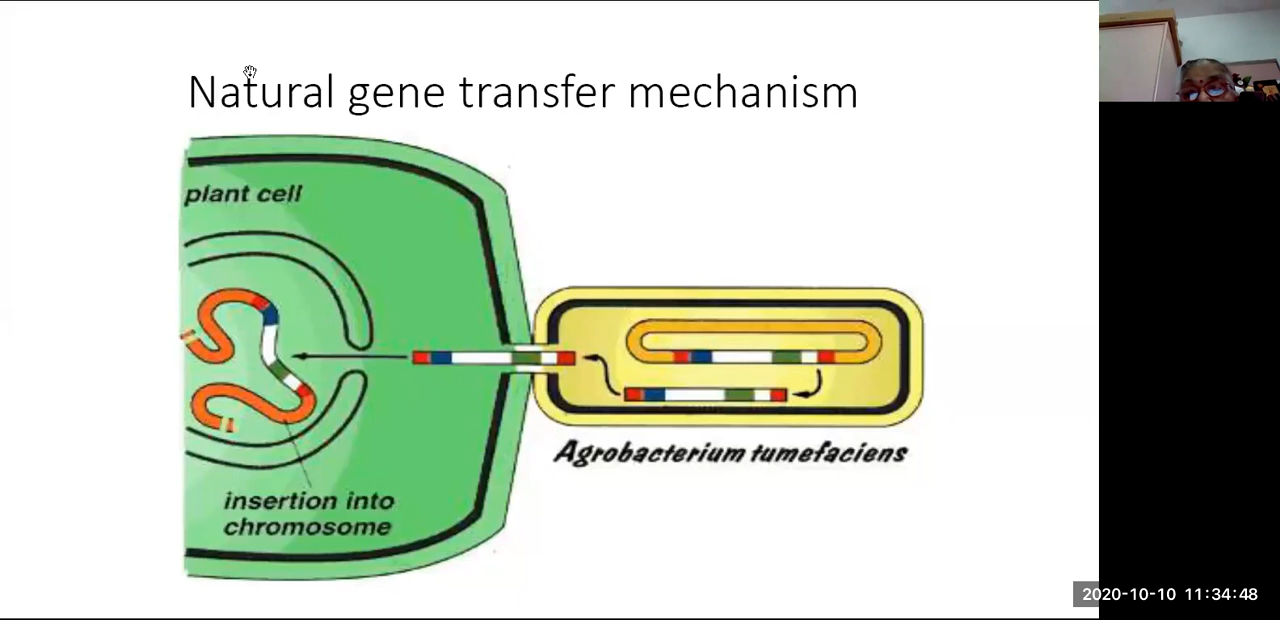 Natural gene transfer mechanism
plant cell
Agrobacterium tumefaciens
insertion into
chromosome
2020-10-10 11:34:48